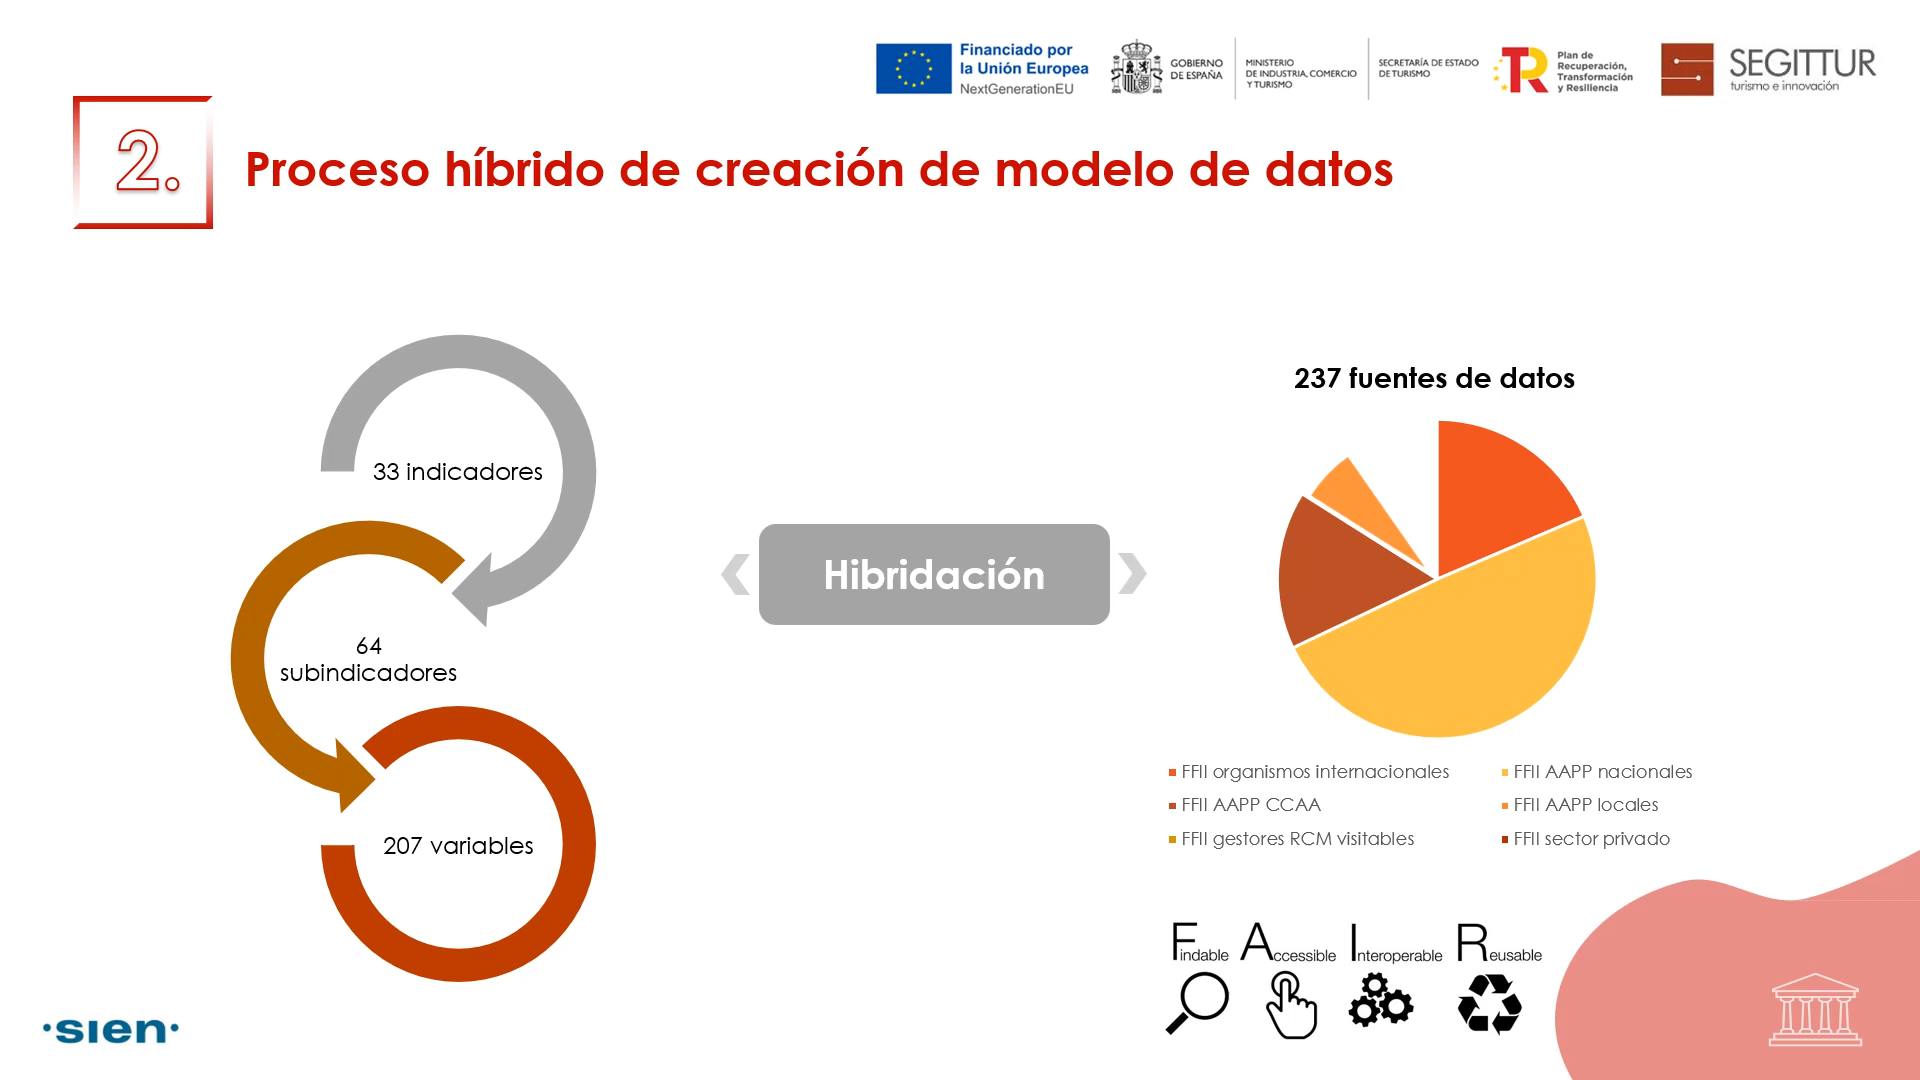 Financiado por
la Unión Europea
NextGenerationEU
GOBIERNO
DE ESPAÑA
MINISTERIO
DE INDUSTRIA, COMERCIO
Y TURISMO
SECRETARÍA DE ESTADO
DE TURISMO
TR
Plan de
Recuperación,
Transformación
y Resiliencia
SEGITTUR
turismo e innovación
2.
Proceso híbrido de creación de modelo de datos
33 indicadores
64
subindicadores
207 variables
Hibridación
237 fuentes de datos
FFII organismos internacionales
FFII AAPP nacionales
FFII AAPP CCAA
FFII AAPP locales
FFII gestores RCM visitables
FFII sector privado
Findable Accessible Interoperable Reusable
·sıen·